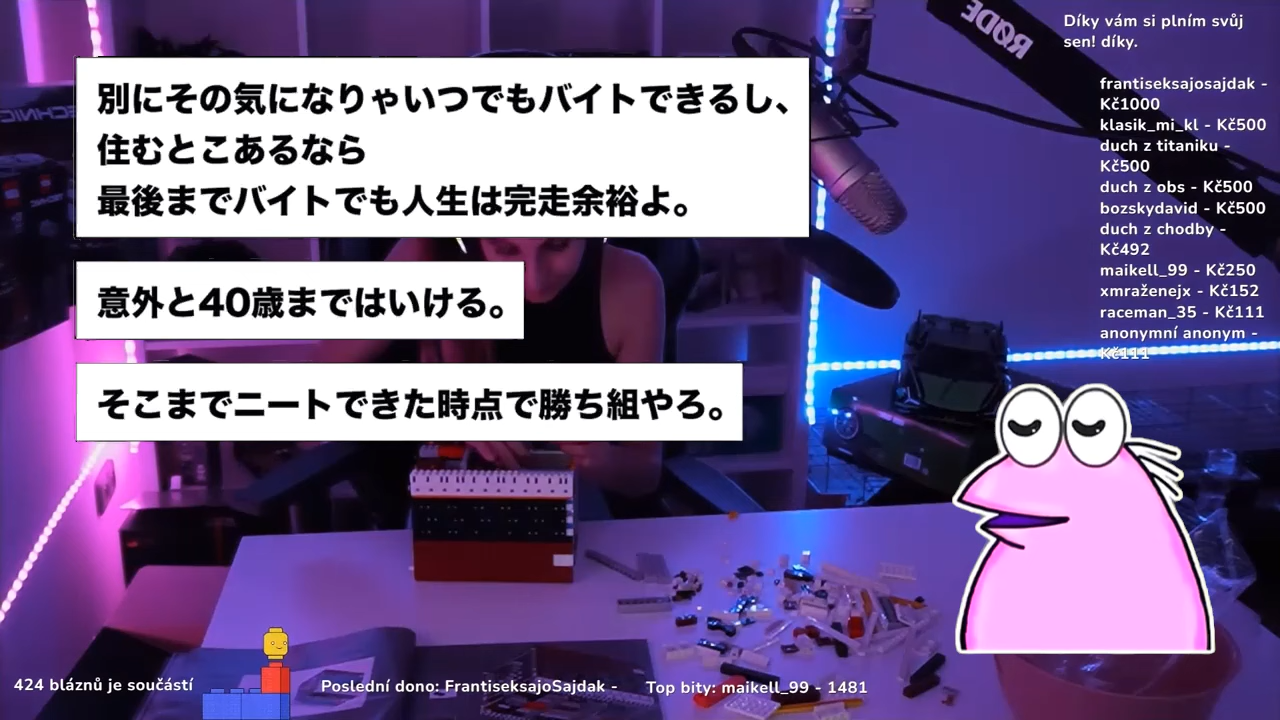 別にその気になりゃいつでもバイトできるし、
住むとこあるなら
最後までバイトでも人生は完走余裕よ。
意外と40歳まではいける。
そこまでニートできた時点で勝ち組やろ。
RØDE
Díky vám si plním svůj
sen! díky.
frantiseksajosajdak -
Kč1000
klasik_mi_kl - Kč500
duch z titaniku -
Kč500
duch z obs - Kč500
bozskydavid - Kč500
duch z chodby -
Kč492
maikell_99 - Kč250
xmraženejx - Kč152
raceman_35 - Kč111
anonymní anonym -
Kč111
424 bláznů je součástí
Poslední dono: FrantiseksajoSajdak -
Top bity: maikell_99 - 1481